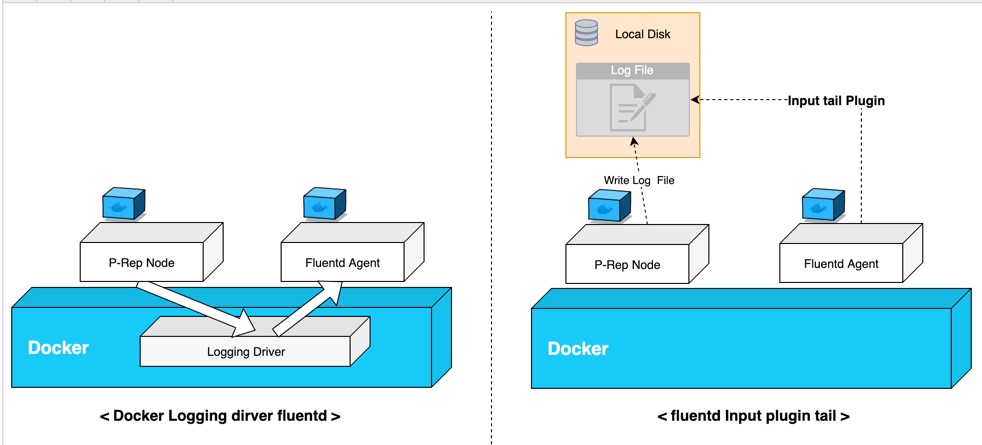 P-Rep Node
Fluentd Agent
Docker
Logging Driver
< Docker Logging dirver fluentd >
Local Disk
Log File
Input tail Plugin
Write Log File
P-Rep Node
Fluentd Agent
Docker
< fluentd Input plugin tail >